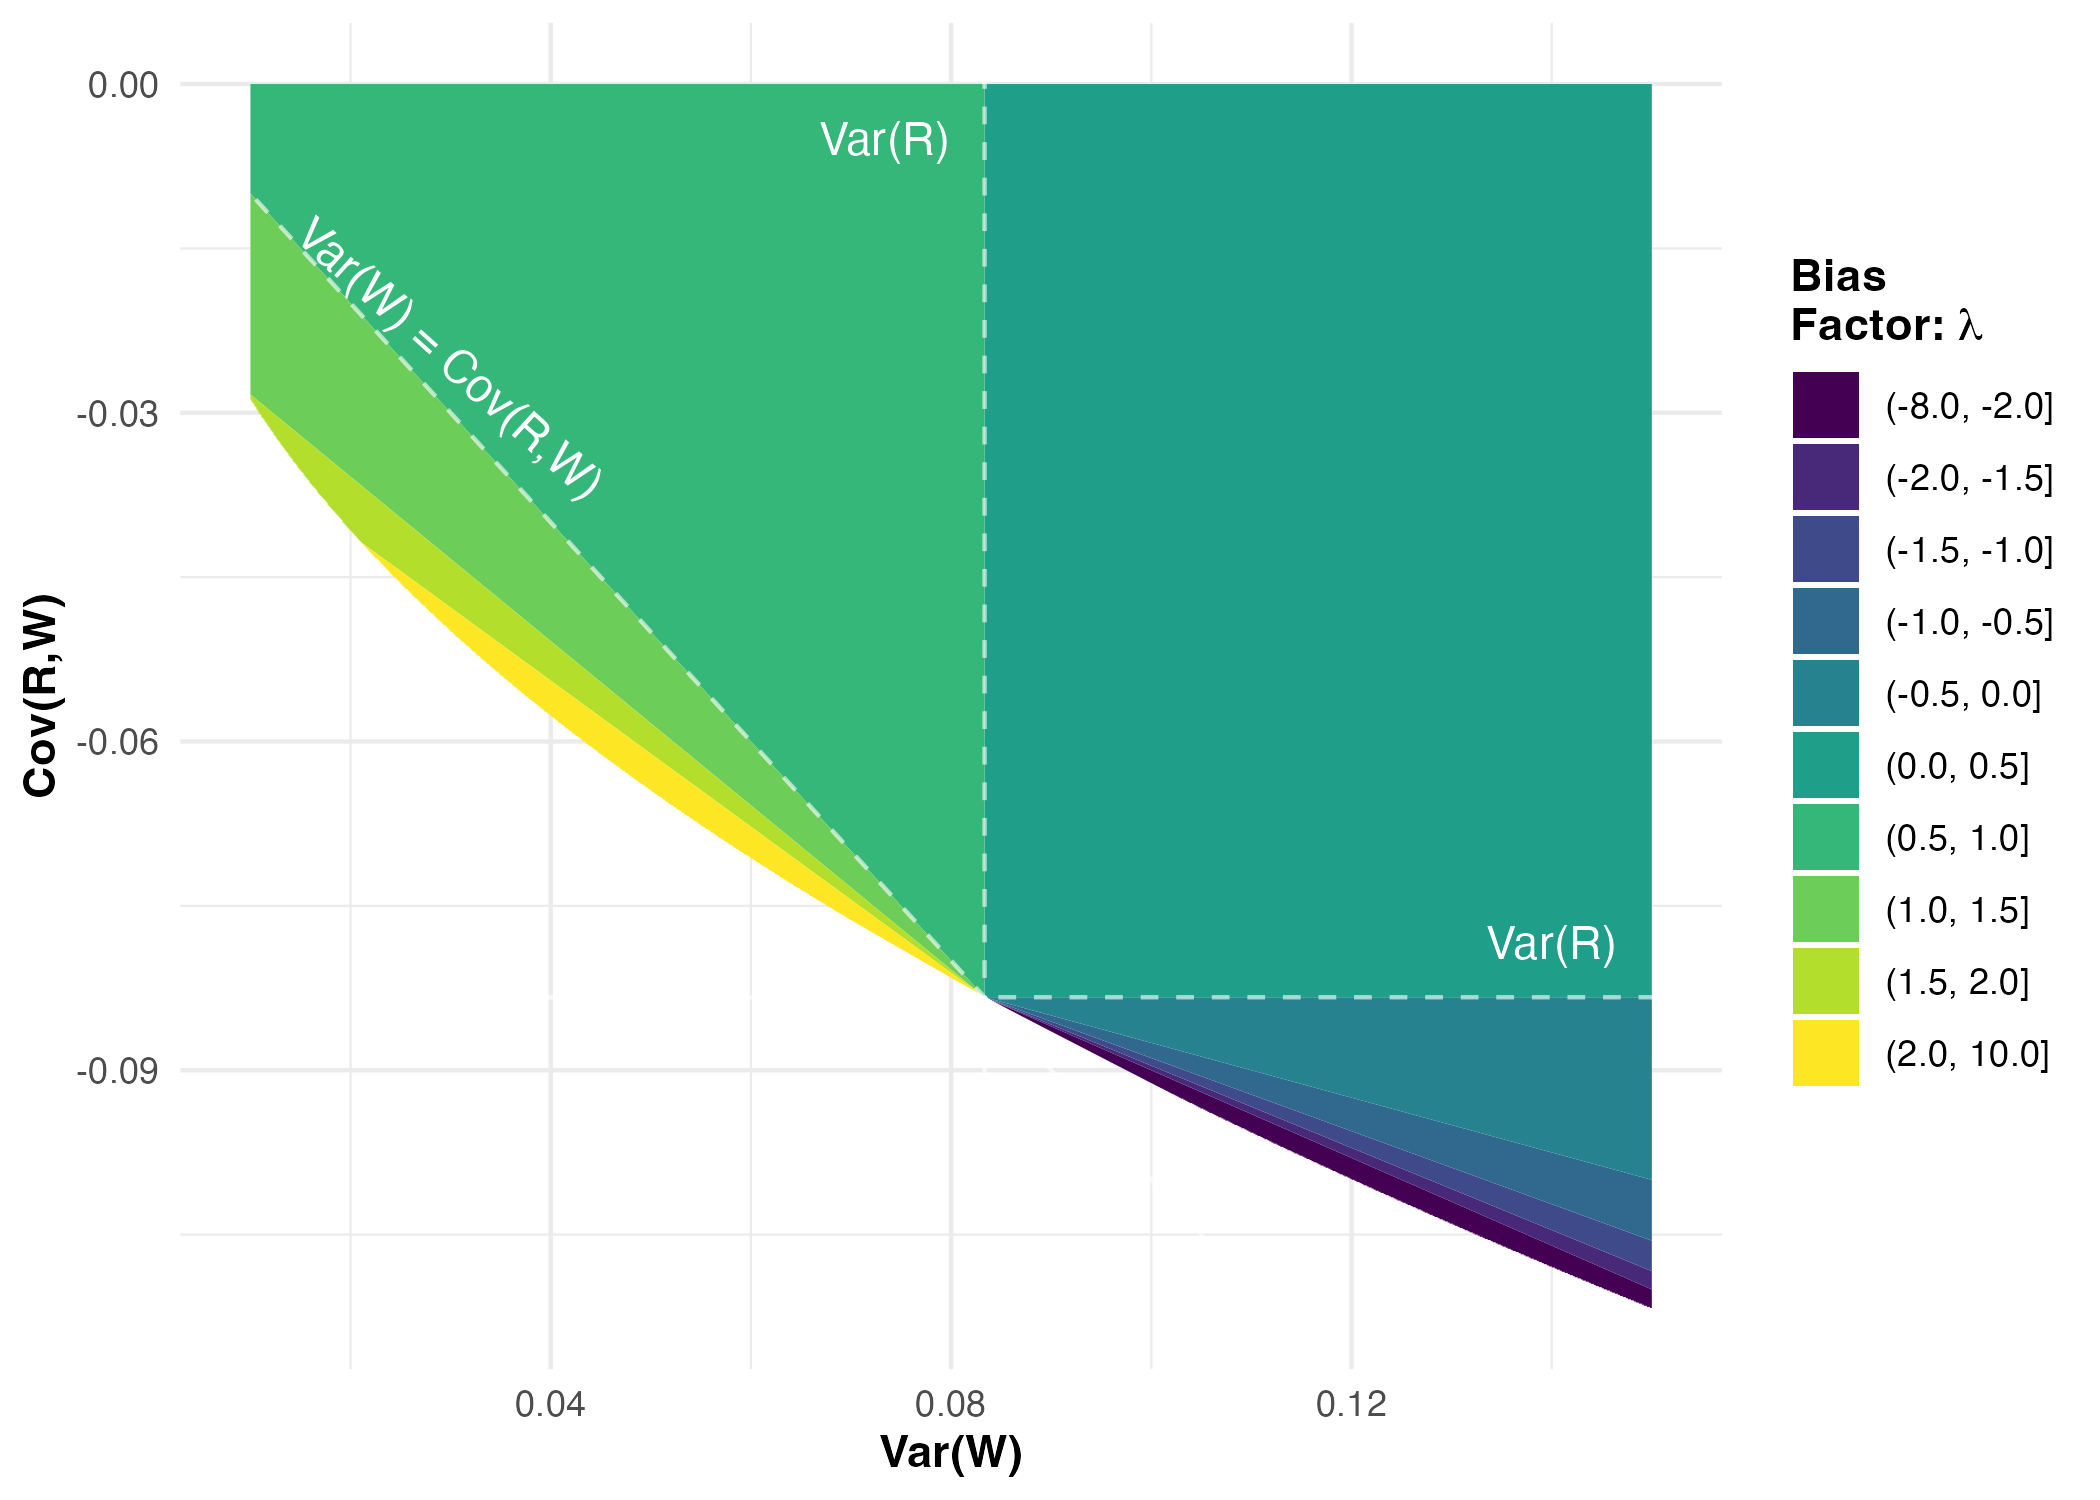 0.00
-0.03
-0.06
-0.09
Cov(R,W)
Var(R)
Var(W) = Cov(R,W)
Var(R)
0.04
0.08
0.12
Var(W)
Bias
Factor: λ
(-8.0, -2.0]
(-2.0, -1.5]
(-1.5, -1.0]
(-1.0, -0.5]
(-0.5, 0.0]
(0.0, 0.5]
(0.5, 1.0]
(1.0, 1.5]
(1.5, 2.0]
(2.0, 10.0]